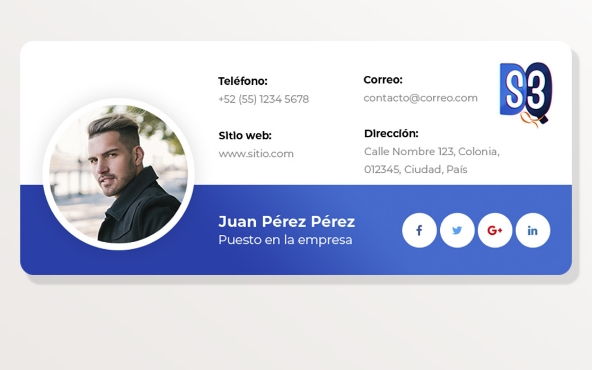 Teléfono:
+52 (55) 1234 5678
Correo:
contacto@correo.com
Sitio web:
www.sitio.com
Dirección:
Calle Nombre 123, Colonia,
012345, Ciudad, País
Juan Pérez Pérez
Puesto en la empresa
f
G+
in